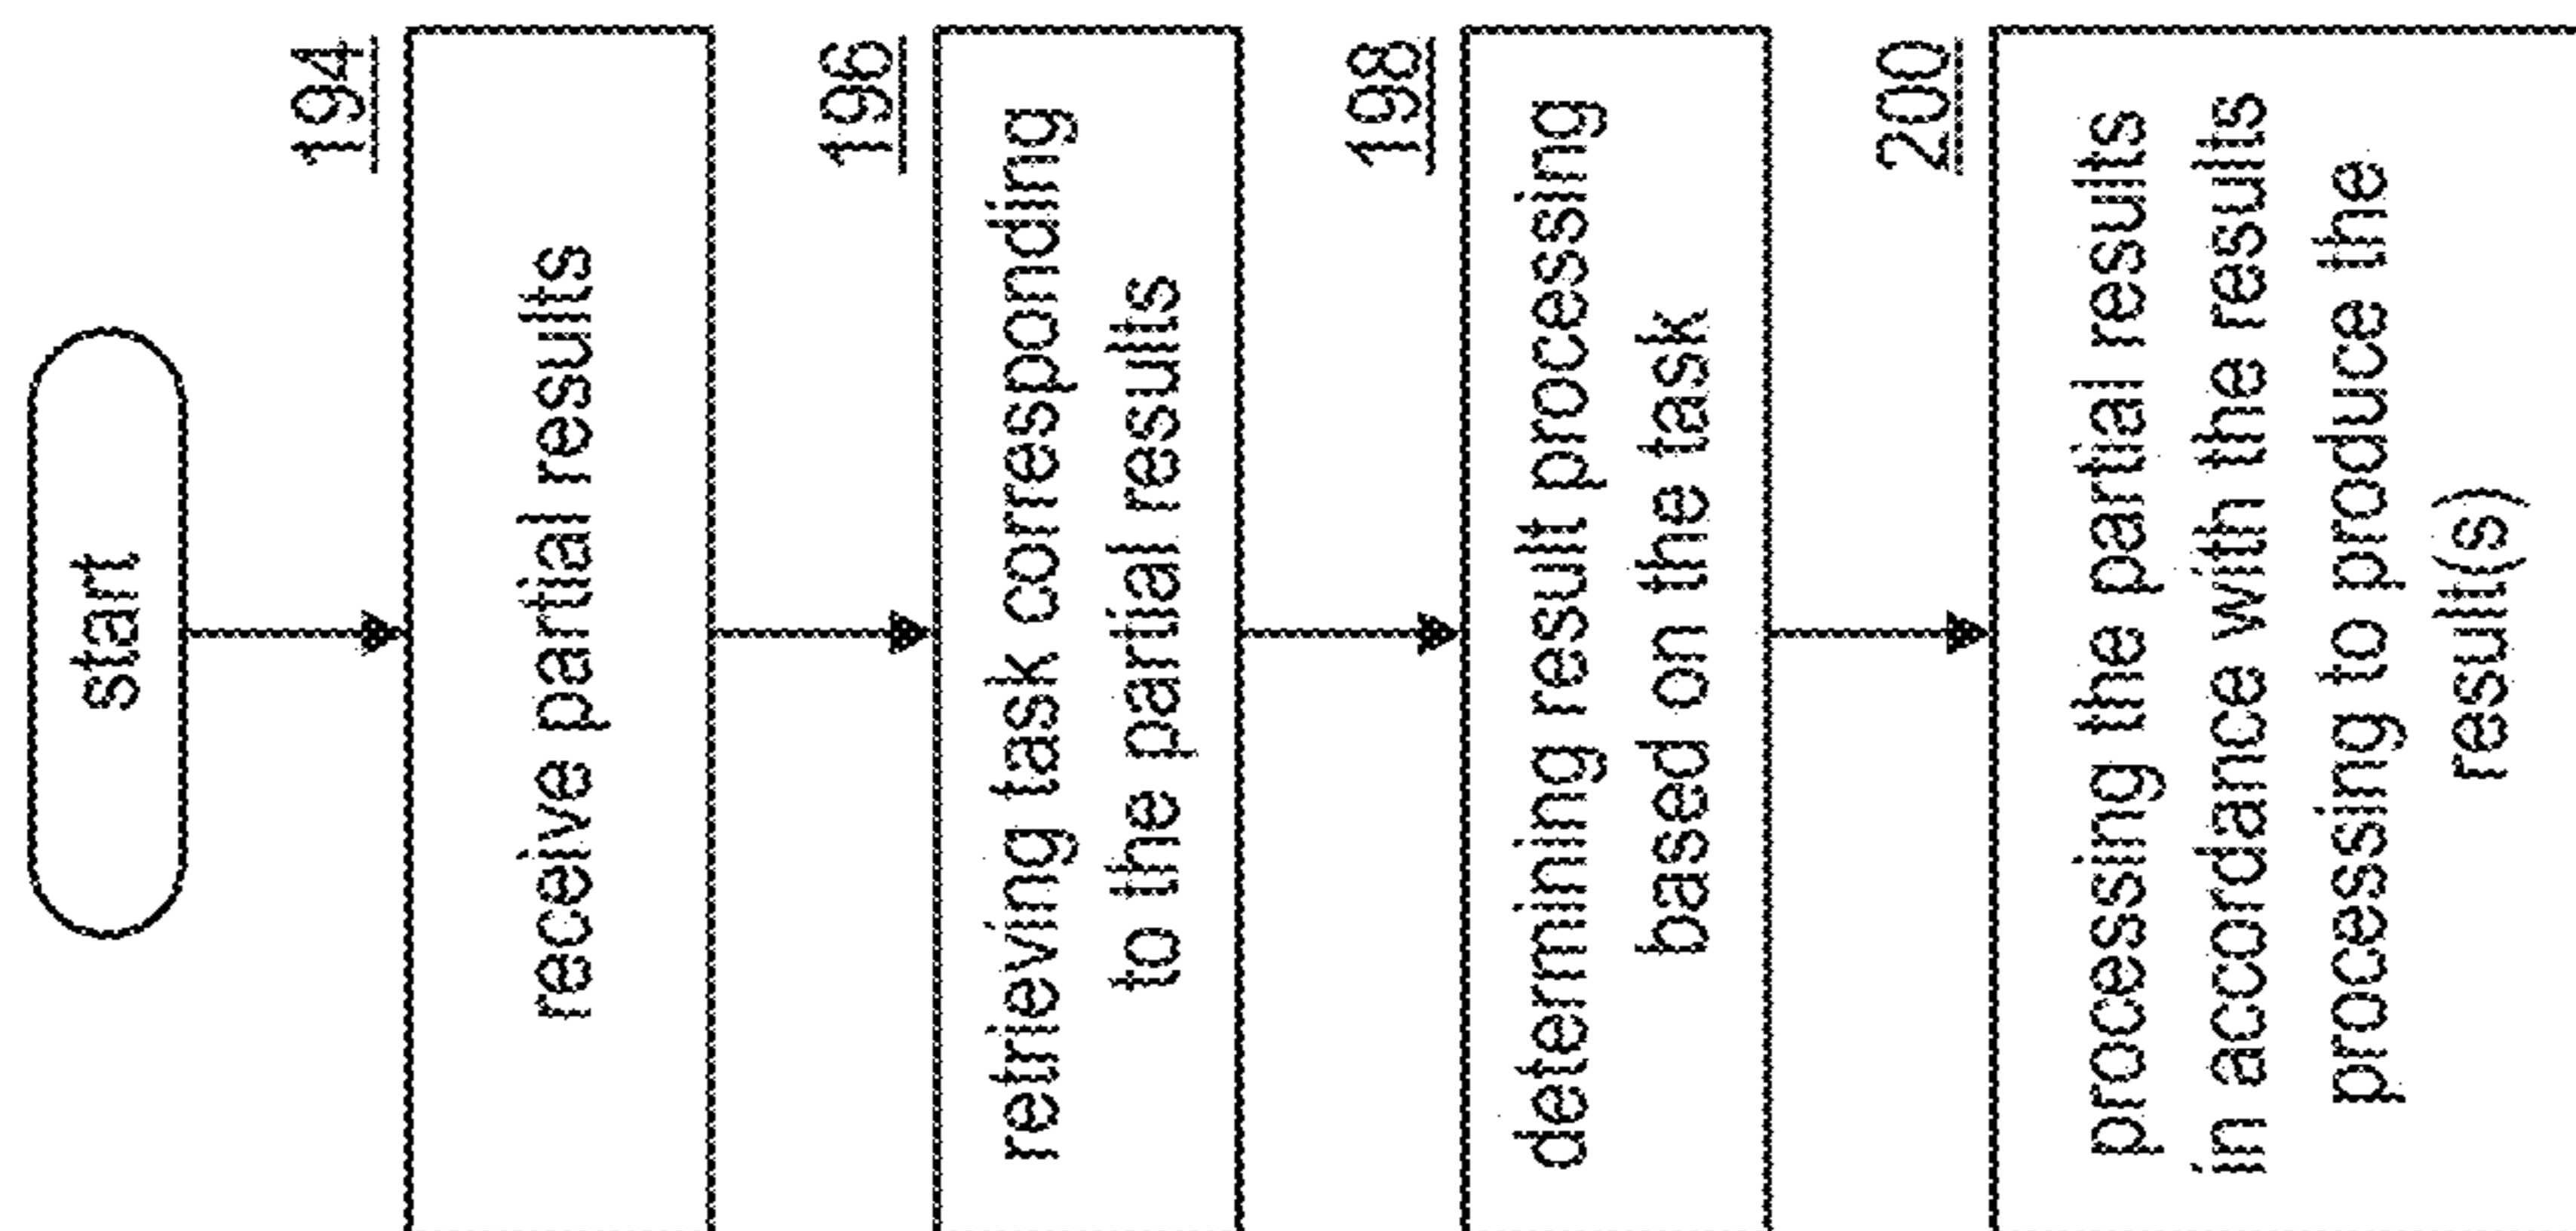 start
194
receive partial results
196
retrieving task corresponding
to the partial results
198
determining result processing
based on the task
200
processing the partial results
in accordance with the results
processing to produce the
result(s)